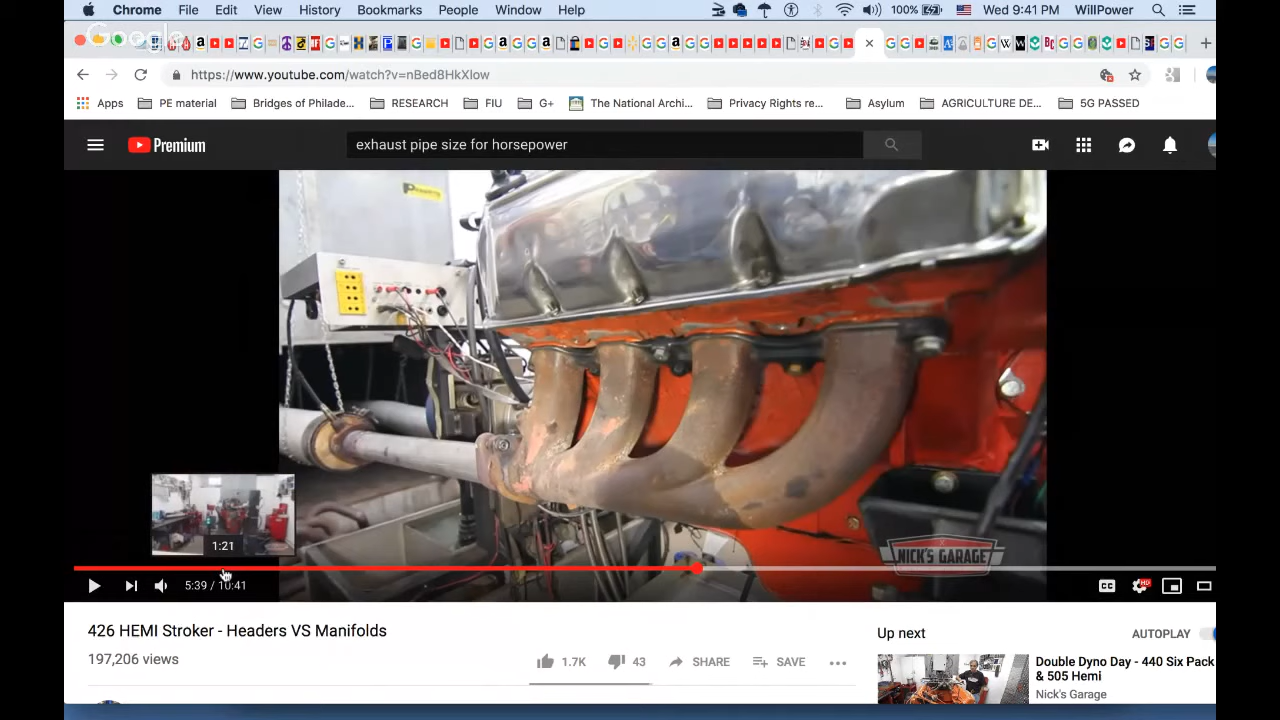 Chrome File Edit View History Bookmarks People Window Help 100% Wed 9:41 PM WillPower
Google
https://www.youtube.com/watch?v=nBed8HkXlow
Apps PE material Bridges of Philade... RESEARCH FIU G+ The National Archi... Privacy Rights re... Asylum AGRICULTURE DE... 5G PASSED
Premium exhaust pipe size for horsepower
NICK'S GARAGE
1:21
5:39 / 10:41 CC HD
426 HEMI Stroker - Headers VS Manifolds
197,206 views 1.7K 43 SHARE SAVE
Up next AUTOPLAY
Double Dyno Day - 440 Six Pack
& 505 Hemi
Nick's Garage